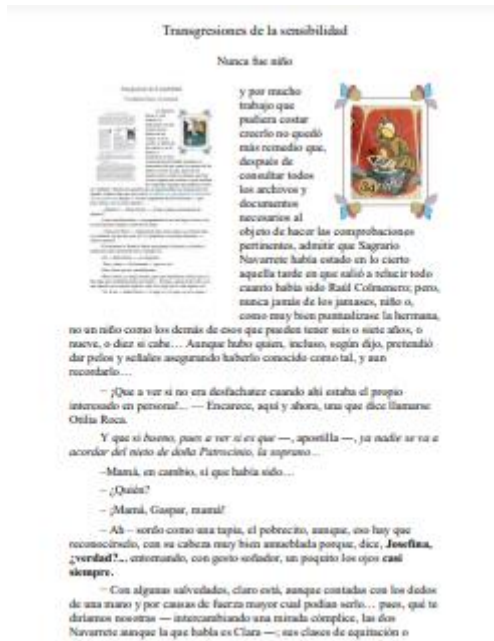 Transgresiones de la sensibilidad
Nunca fue niño
y por mucho
trabajo que
pudiera costar
creerlo no quedó
más remedio que,
después de
consultar todos
los archivos y
documentos
necesarios al
objeto de hacer las comprobaciones
pertinentes, admitir que Sagrario
Navarrete había estado en lo cierto
aquella tarde en que salió a relucir todo
cuanto había sido Raúl Colmenero; pero,
nunca jamás de los jamases, niño o,
como muy bien puntualizase la hermana,
no un niño como los demás de esos que pueden tener seis o siete años, o
nueve, o diez si cabe… Aunque hubo quien, incluso, según dijo, pretendió
dar pelos y señales asegurando haberlo conocido como tal, y aun
recordarlo…
– ¡Que a ver si no era desfachatez cuando ahí estaba el propio
interesado en persona!... — Encarece, aquí y ahora, una que dice llamarse
Otilia Roca.
Y que si bueno, pues a ver si es que —, apostilla —, ya nadie se va a
acordar del nieto de doña Patrocinio, la soprano…
–Mamá, en cambio, sí que había sido…
– ¿Quién?
– ¡Mamá, Gaspar, mamá!
– Ah – sordo como una tapia, el pobrecito, aunque, eso hay que
reconocérselo, con su cabeza muy bien amueblada porque, dice, Josefina,
¿verdad?..., entornando, con gesto soñador, un poquito los ojos casi
siempre.
– Con algunas salvedades, claro está, aunque contadas con los dedos
de una mano y por causas de fuerza mayor cual podían serlo… pues, qué te
diríamos nosotras — intercambiando una mirada cómplice, las dos
Navarrete aunque la que habla es Clara —; sus clases de equitación o